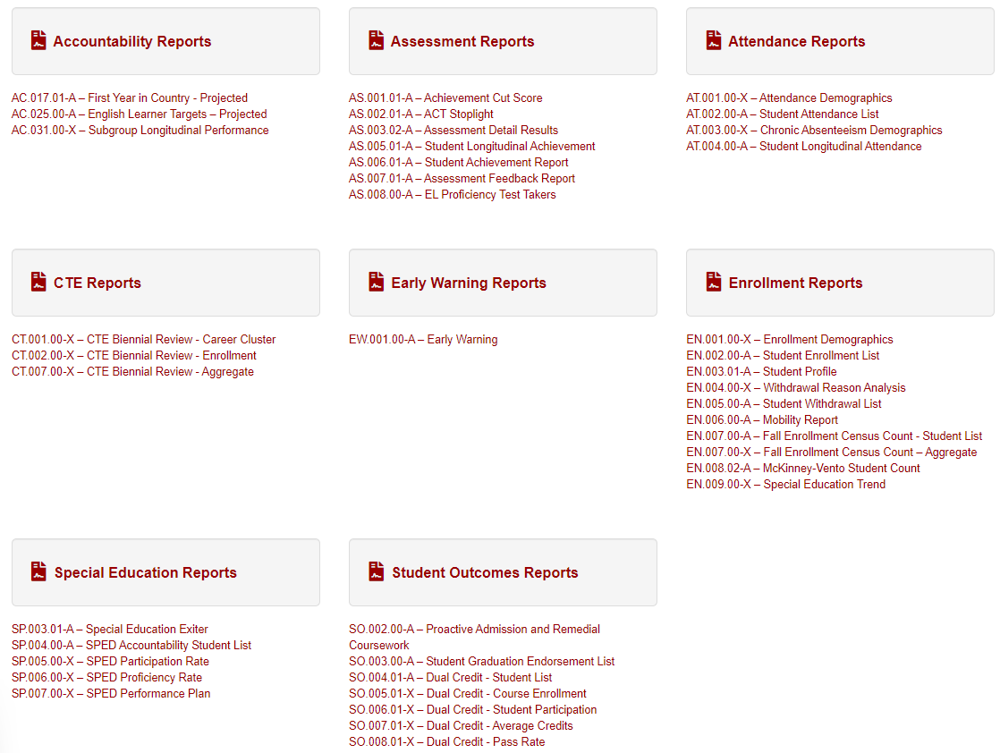 Accountability Reports
AC.017.01-A – First Year in Country - Projected
AC.025.00-A – English Learner Targets – Projected
AC.031.00-X – Subgroup Longitudinal Performance
Assessment Reports
AS.001.01-A – Achievement Cut Score
AS.002.01-A – ACT Stoplight
AS.003.02-A – Assessment Detail Results
AS.005.01-A – Student Longitudinal Achievement
AS.006.01-A – Student Achievement Report
AS.007.01-A – Assessment Feedback Report
AS.008.00-A – EL Proficiency Test Takers
Attendance Reports
AT.001.00-X – Attendance Demographics
AT.002.00-A – Student Attendance List
AT.003.00-X – Chronic Absenteeism Demographics
AT.004.00-A – Student Longitudinal Attendance
CTE Reports
CT.001.00-X – CTE Biennial Review - Career Cluster
CT.002.00-X – CTE Biennial Review - Enrollment
CT.007.00-X – CTE Biennial Review - Aggregate
Early Warning Reports
EW.001.00-A – Early Warning
Enrollment Reports
EN.001.00-X – Enrollment Demographics
EN.002.00-A – Student Enrollment List
EN.003.01-A – Student Profile
EN.004.00-X – Withdrawal Reason Analysis
EN.005.00-A – Student Withdrawal List
EN.006.00-A – Mobility Report
EN.007.00-A – Fall Enrollment Census Count - Student List
EN.007.00-X – Fall Enrollment Census Count – Aggregate
EN.008.02-A – McKinney-Vento Student Count
EN.009.00-X – Special Education Trend
Special Education Reports
SP.003.01-A – Special Education Exiter
SP.004.00-A – SPED Accountability Student List
SP.005.00-X – SPED Participation Rate
SP.006.00-X – SPED Proficiency Rate
SP.007.00-X – SPED Performance Plan
Student Outcomes Reports
SO.002.00-A – Proactive Admission and Remedial
Coursework
SO.003.00-A – Student Graduation Endorsement List
SO.004.01-A – Dual Credit - Student List
SO.005.01-X – Dual Credit - Course Enrollment
SO.006.01-X – Dual Credit - Student Participation
SO.007.01-X – Dual Credit - Average Credits
SO.008.01-X – Dual Credit - Pass Rate